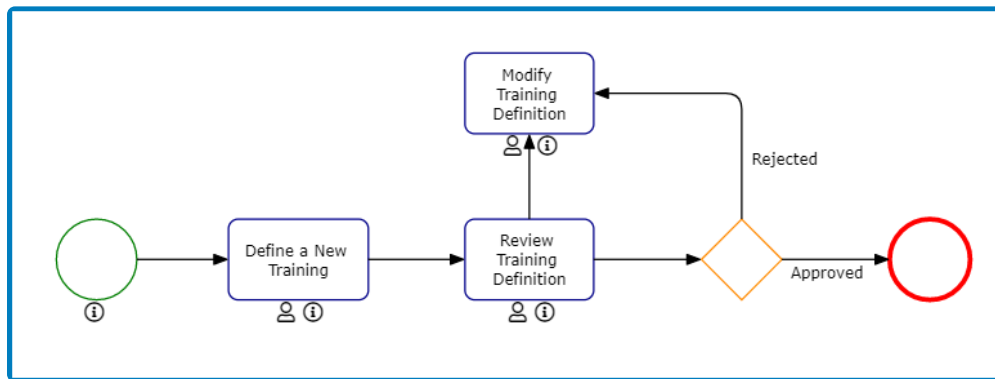 Modify
Training
Definition
Rejected
Define a New
Training
Review
Training
Definition
Approved